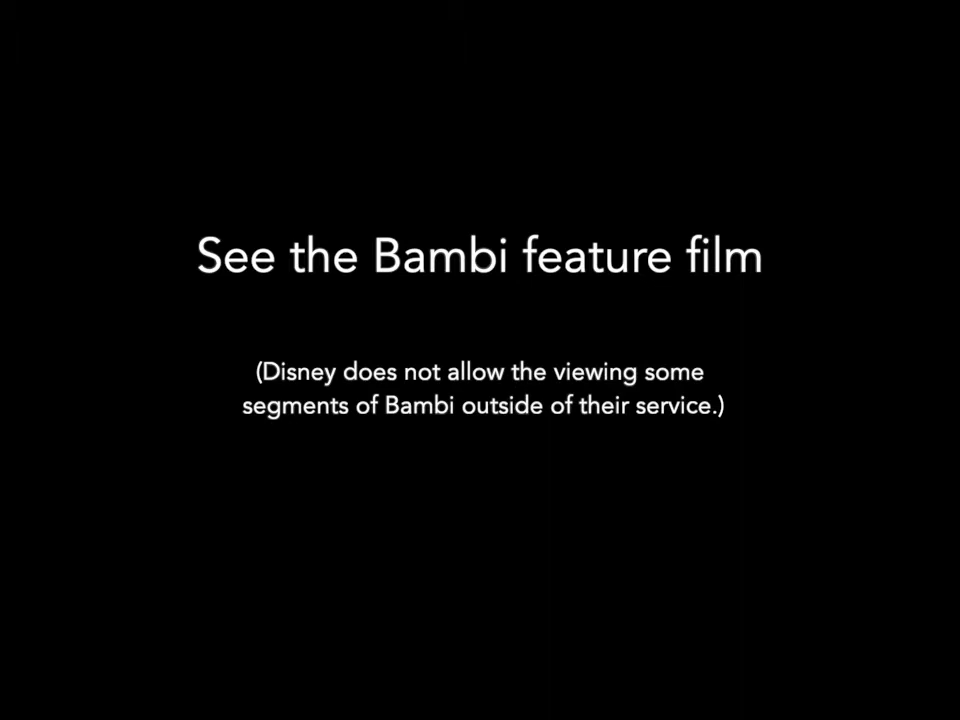 See the Bambi feature film
(Disney does not allow the viewing some
segments of Bambi outside of their service.)